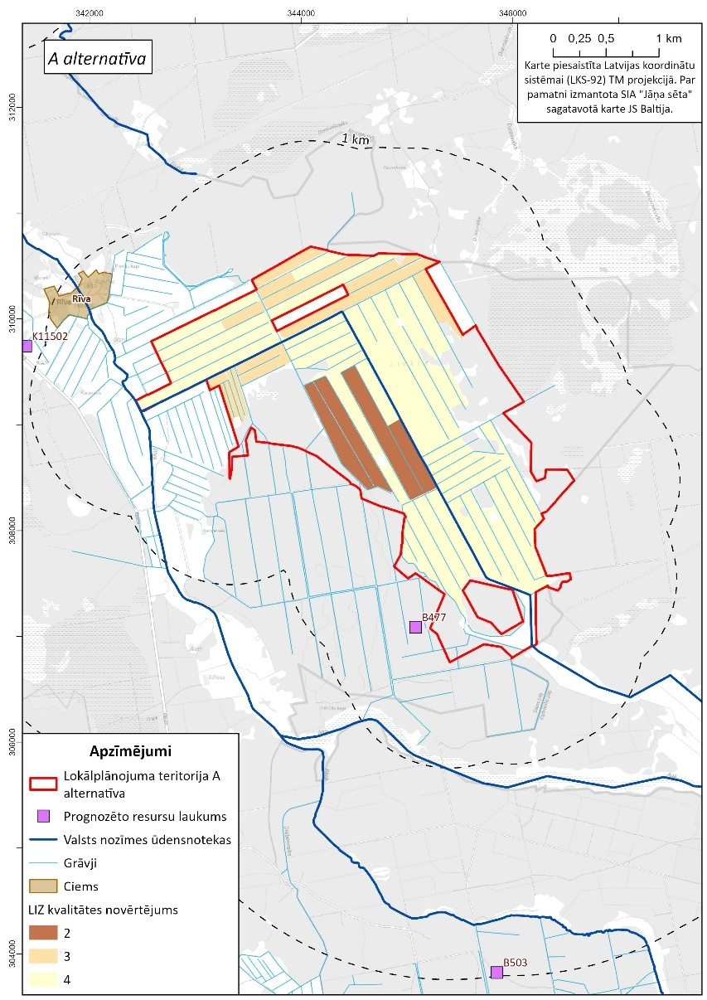 342000
344000
346000
A alternatīva
0 0,25 0,5 1 km
Karte piesaistīta Latvijas koordinātu
sistēmai (LKS-92) TM projekcijā. Par
pamatni izmantota SIA "Jāņa sēta"
sagatavotā karte JS Baltija.
312000
1 km
Rīva
310000
K11502
308000
B477
306000
304000
B503
Apzīmējumi
Lokālplānojuma teritorija A
alternatīva
Prognozēto resursu laukums
Valsts nozīmes ūdensnotekas
Grāvji
Ciems
LIZ kvalitātes novērtējums
2
3
4